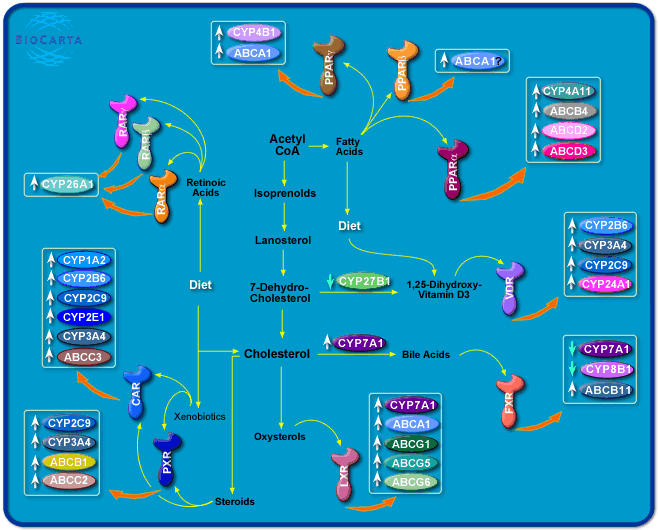 BIOCARTA
CYP4B1
ABCA1
PPARγ
PPARδ
ABCA1?
CYP4A11
ABCB4
ABCD2
ABCD3
RARγ
RARβ
RARα
CYP26A1
Retinoic
Acids
Acetyl
CoA
Fatty
Acids
PPARα
Isoprenoids
Lanosterol
Diet
7-Dehydro-
Cholesterol
CYP27B1
1,25-Dihydroxy-
Vitamin D3
VDR
CYP2B6
CYP3A4
CYP2C9
CYP24A1
Diet
CYP1A2
CYP2B6
CYP2C9
CYP2E1
CYP3A4
ABCC3
CAR
Cholesterol
CYP7A1
Bile Acids
FXR
CYP7A1
CYP8B1
ABCB11
Xenobiotics
PXR
CYP2C9
CYP3A4
ABCB1
ABCC2
Steroids
Oxysterols
LXR
CYP7A1
ABCA1
ABCG1
ABCG5
ABCG6